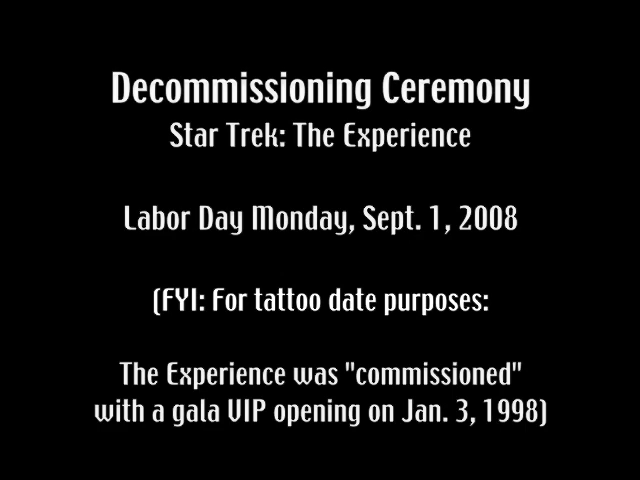 Decommissioning Ceremony
Star Trek: The Experience
Labor Day Monday, Sept. 1, 2008
(FYI: For tattoo date purposes:
The Experience was "commissioned"
with a gala VIP opening on Jan. 3, 1998)